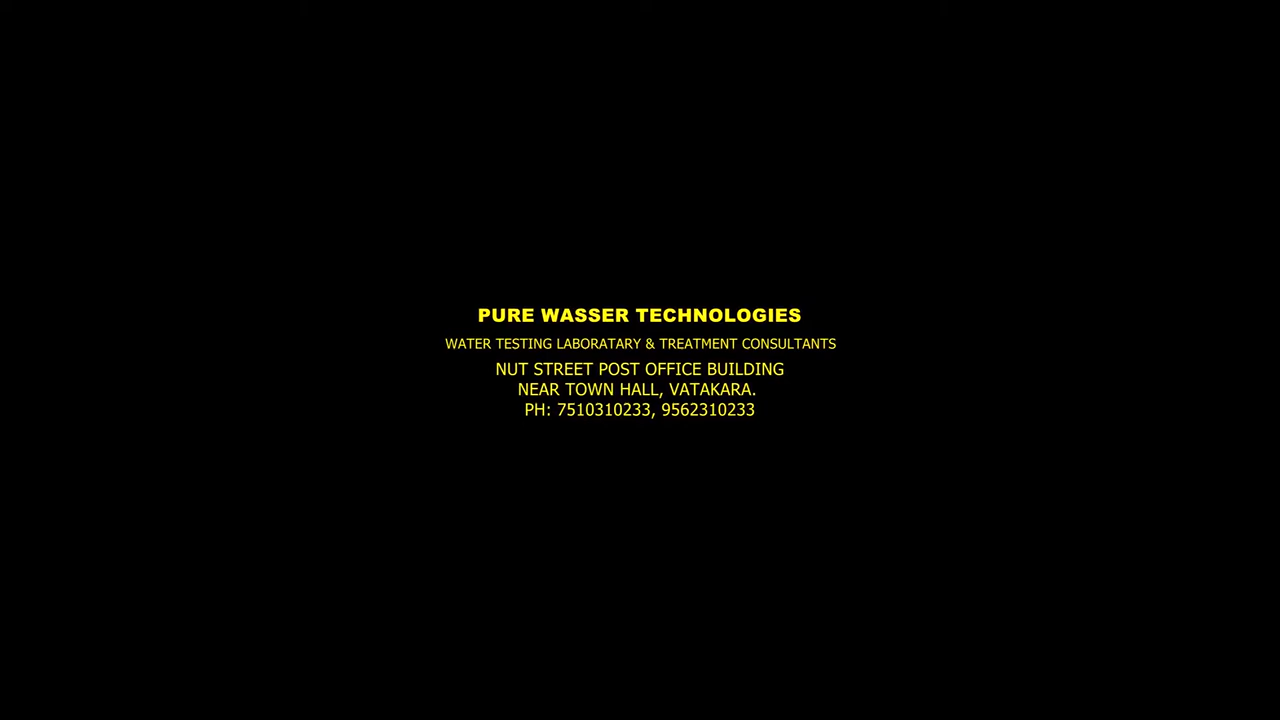 PURE WASSER TECHNOLOGIES
WATER TESTING LABORATARY & TREATMENT CONSULTANTS
NUT STREET POST OFFICE BUILDING
NEAR TOWN HALL, VATAKARA.
PH: 7510310233, 9562310233